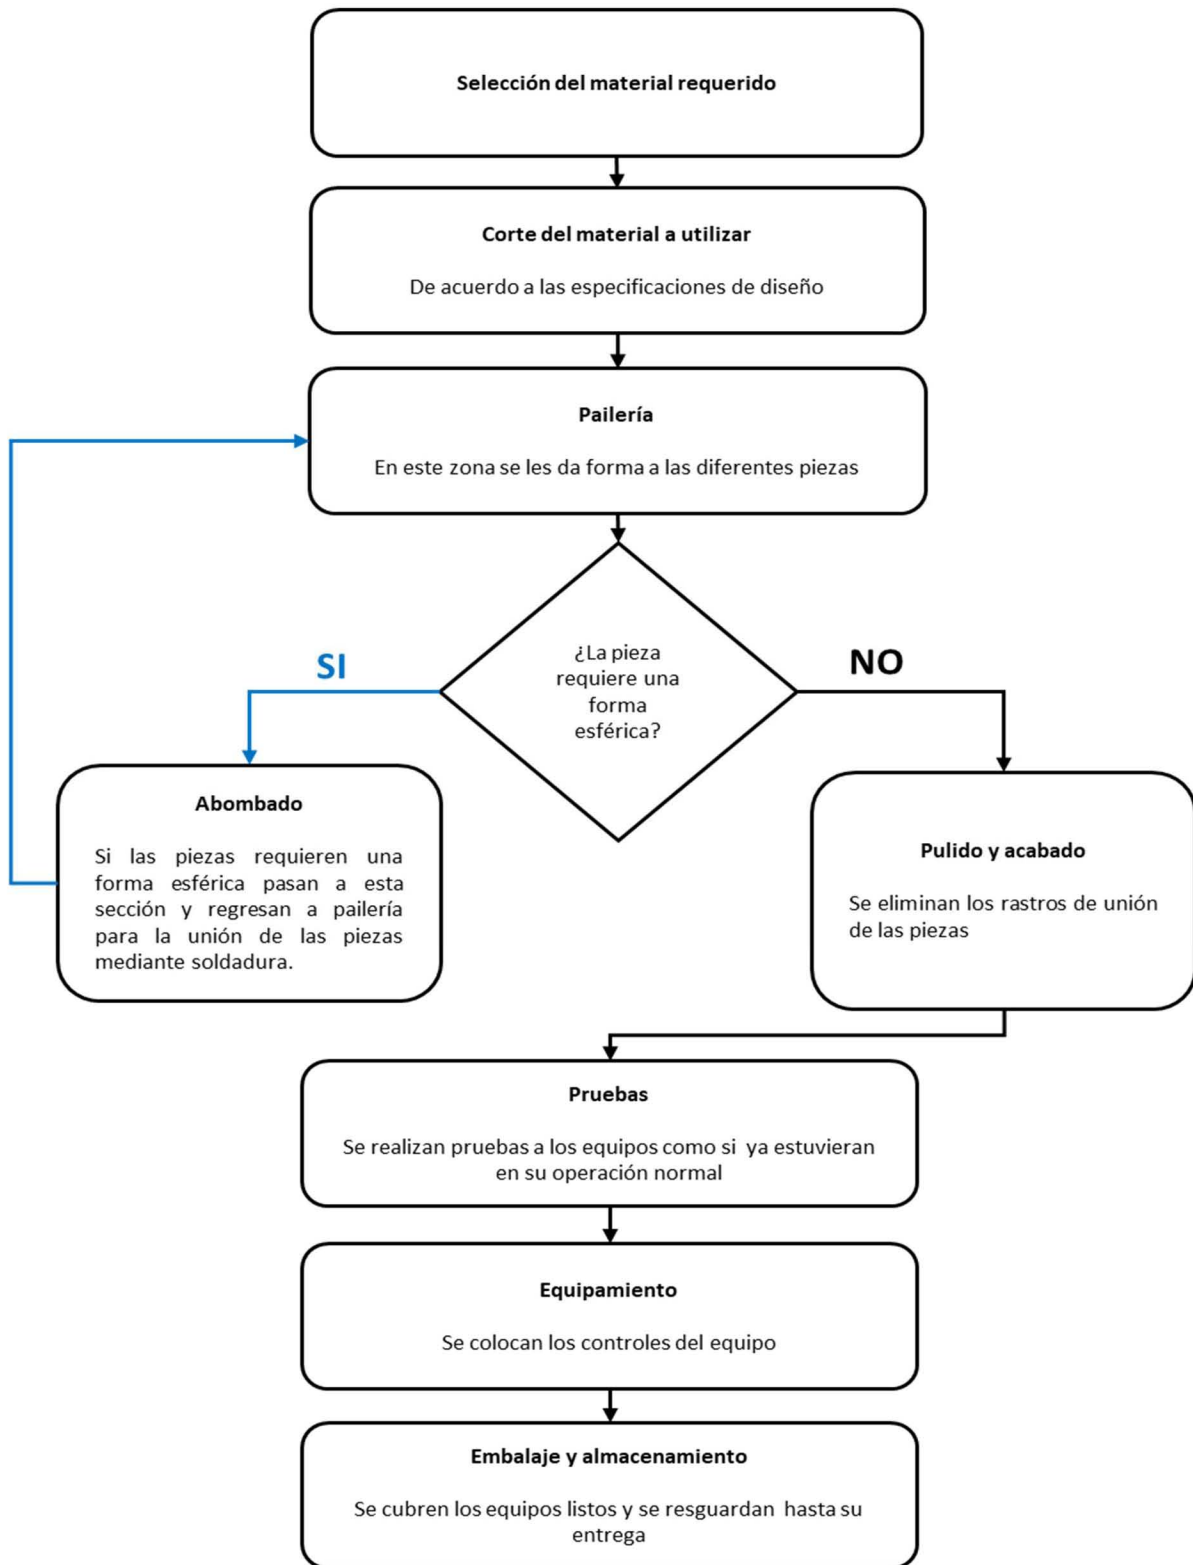 Selección del material requerido
Corte del material a utilizar
De acuerdo a las especificaciones de diseño
Pailería
En este zona se les da forma a las diferentes piezas
¿La pieza
requiere una
forma
esférica?
SI
NO
Abombado
Si las piezas requieren una
forma esférica pasan a esta
sección y regresan a pailería
para la unión de las piezas
mediante soldadura.
Pulido y acabado
Se eliminan los rastros de unión
de las piezas
Pruebas
Se realizan pruebas a los equipos como si ya estuvieran
en su operación normal
Equipamiento
Se colocan los controles del equipo
Embalaje y almacenamiento
Se cubren los equipos listos y se resguardan hasta su
entrega